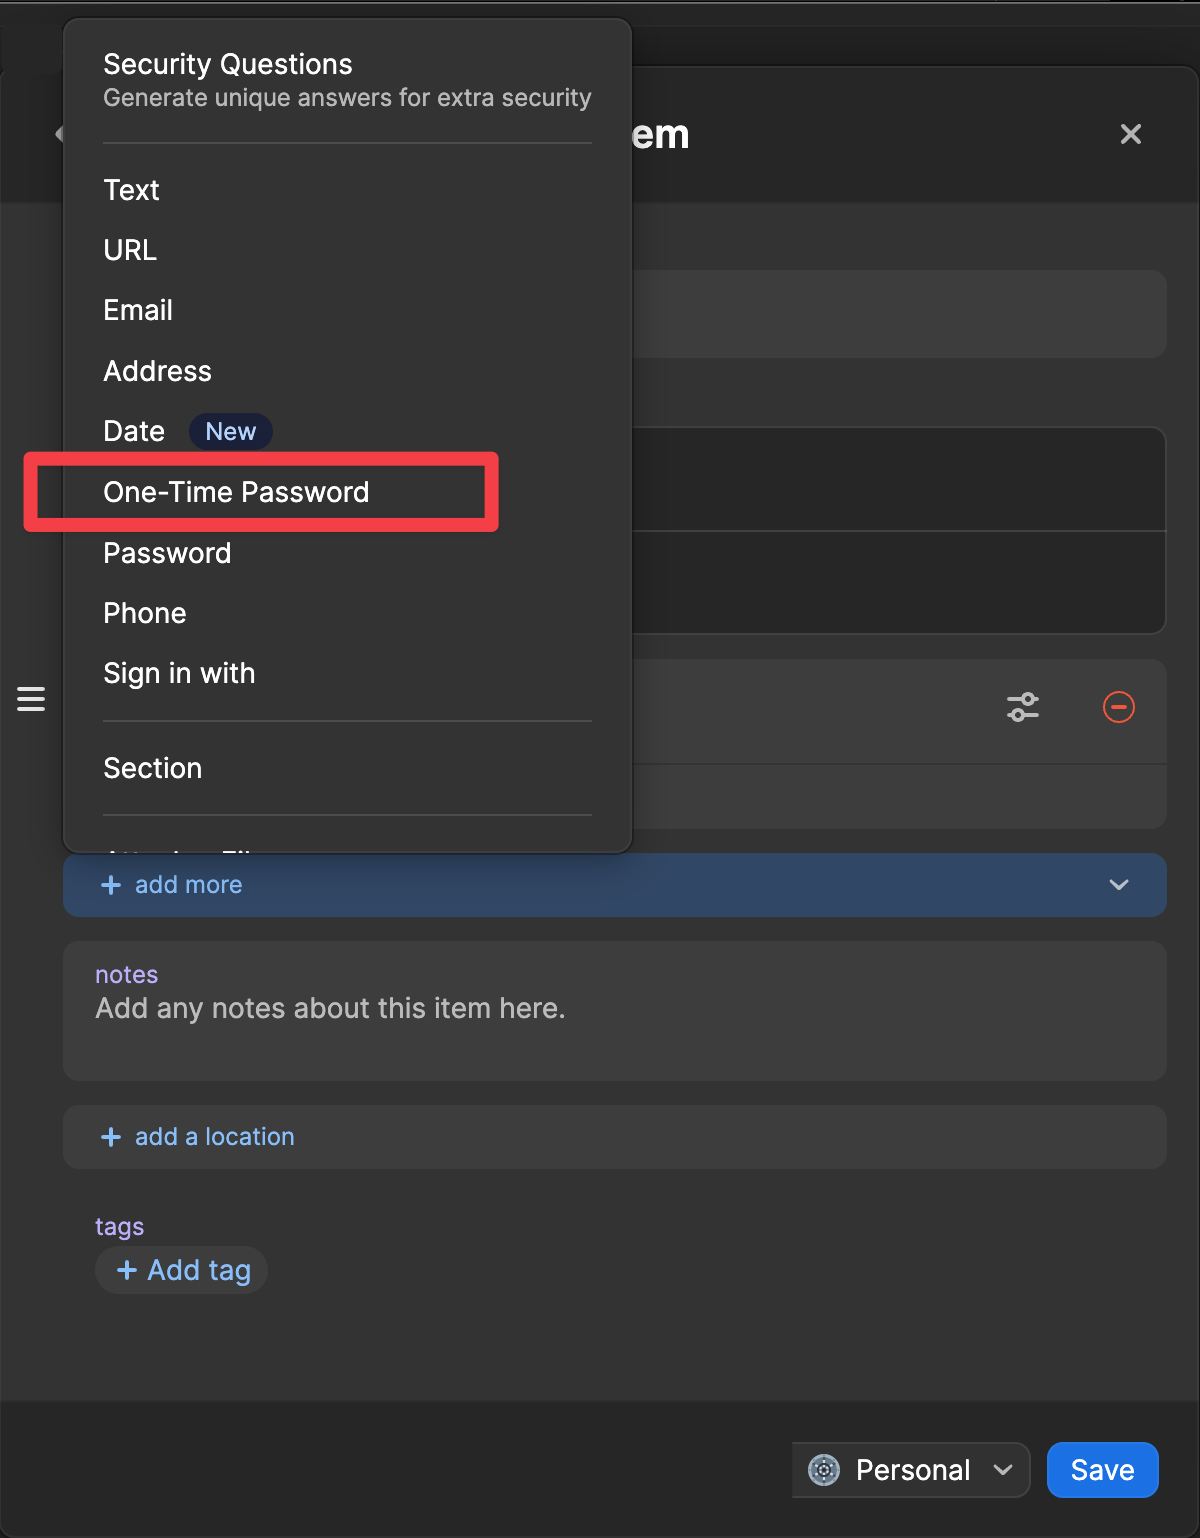 Security Questions
Generate unique answers for extra security
em
Text
URL
Email
Address
Date New
One-Time Password
Password
Phone
Sign in with
Section
add more
notes
Add any notes about this item here.
add a location
tags
Add tag
Personal
Save